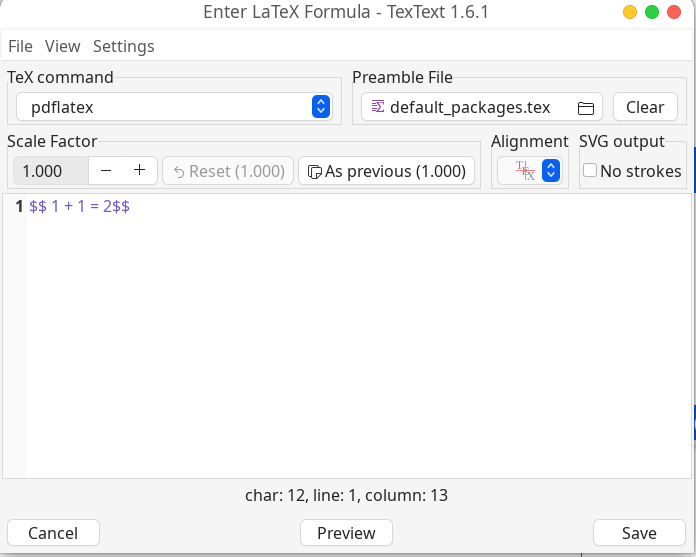 Enter LaTeX Formula - TexText 1.6.1
File View Settings
TeX command Preamble File
pdflatex default_packages.tex Clear
Scale Factor Alignment SVG output
1.000 − + Reset (1.000) As previous (1.000) TEX No strokes
1 $$ 1 + 1 = 2$$
char: 12, line: 1, column: 13
Cancel Preview Save